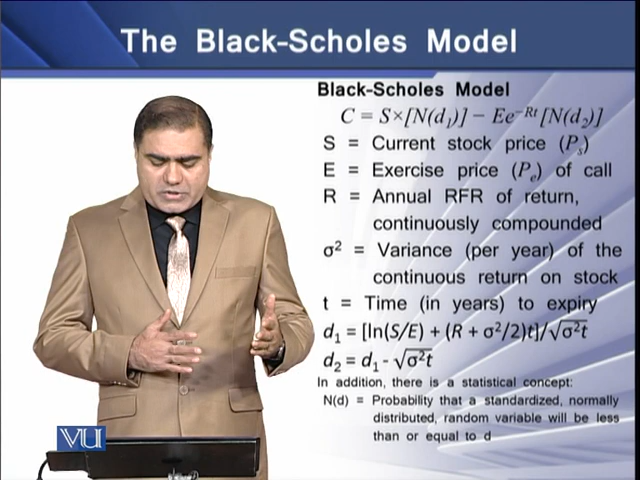 The Black-Scholes Model
Black-Scholes Model
C = S×[N(d₁)] − Ee⁻ᴿᵗ[N(d₂)]
S = Current stock price (Pₛ)
E = Exercise price (Pₑ) of call
R = Annual RFR of return,
continuously compounded
σ² = Variance (per year) of the
continuous return on stock
t = Time (in years) to expiry
d₁ = [ln(S/E) + (R + σ²/2)t]/√σ²t
d₂ = d₁ - √σ²t
In addition, there is a statistical concept:
N(d) = Probability that a standardized, normally
distributed, random variable will be less
than or equal to d
VU